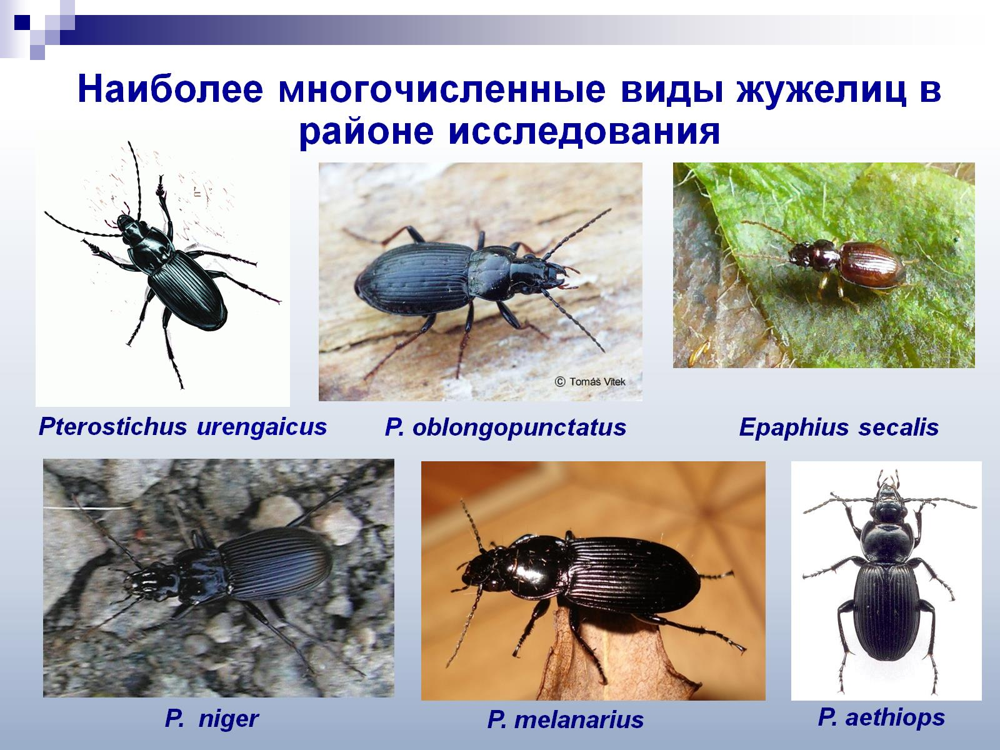 Наиболее многочисленные виды жужелиц в
районе исследования
© Tomáš Vítek
Pterostichus urengaicus
P. oblongopunctatus
Epaphius secalis
P. niger
P. melanarius
P. aethiops